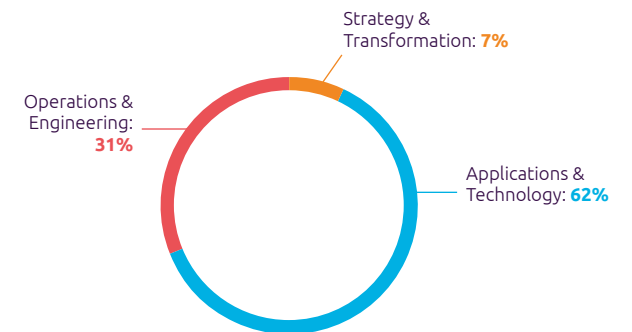 Strategy &
Transformation: 7%
Operations &
Engineering:
31%
Applications &
Technology: 62%